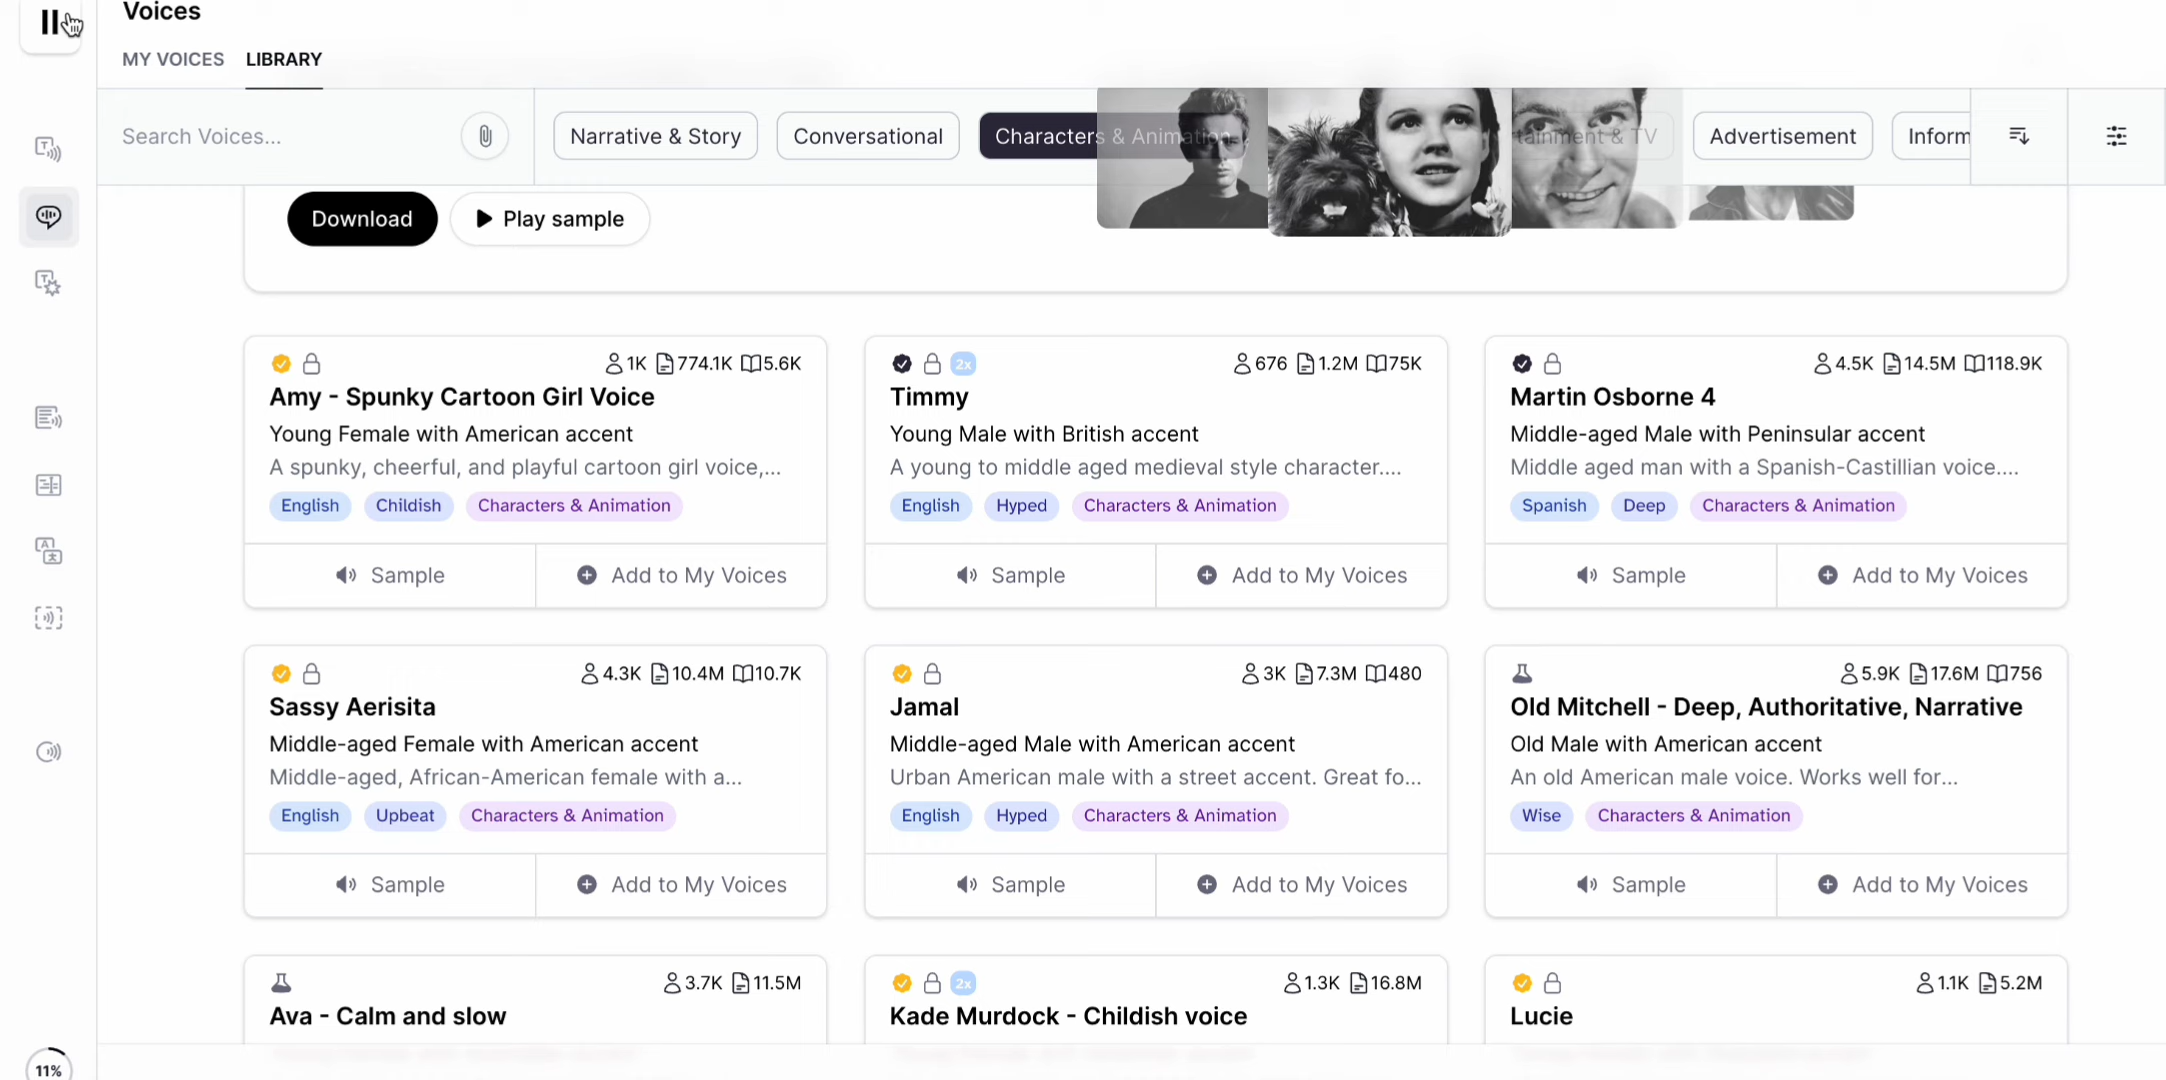 Voices
MY VOICES LIBRARY
Search Voices...
Narrative & Story
Conversational
Characters & Animation
tainment & TV
Advertisement
Inform
Download
Play sample
1K 774.1K 5.6K
Amy - Spunky Cartoon Girl Voice
Young Female with American accent
A spunky, cheerful, and playful cartoon girl voice,...
English Childish Characters & Animation
Sample
Add to My Voices
2x 676 1.2M 75K
Timmy
Young Male with British accent
A young to middle aged medieval style character....
English Hyped Characters & Animation
Sample
Add to My Voices
4.5K 14.5M 118.9K
Martin Osborne 4
Middle-aged Male with Peninsular accent
Middle aged man with a Spanish-Castillian voice....
Spanish Deep Characters & Animation
Sample
Add to My Voices
4.3K 10.4M 10.7K
Sassy Aerisita
Middle-aged Female with American accent
Middle-aged, African-American female with a...
English Upbeat Characters & Animation
Sample
Add to My Voices
3K 7.3M 480
Jamal
Middle-aged Male with American accent
Urban American male with a street accent. Great fo...
English Hyped Characters & Animation
Sample
Add to My Voices
5.9K 17.6M 756
Old Mitchell - Deep, Authoritative, Narrative
Old Male with American accent
An old American male voice. Works well for...
Wise Characters & Animation
Sample
Add to My Voices
3.7K 11.5M
Ava - Calm and slow
2x 1.3K 16.8M
Kade Murdock - Childish voice
1.1K 5.2M
Lucie
11%